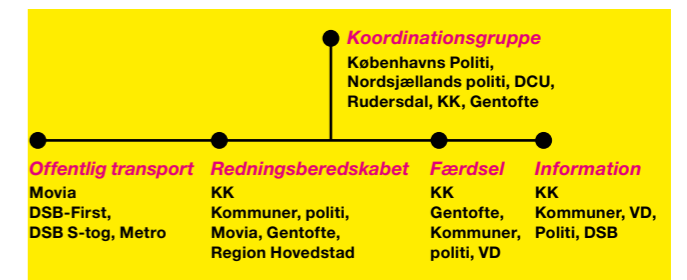 Koordinationsgruppe
Københavns Politi,
Nordsjællands politi, DCU,
Rudersdal, KK, Gentofte
Offentlig transport
Movia
DSB-First,
DSB S-tog, Metro
Redningsberedskabet
KK
Kommuner, politi,
Movia, Gentofte,
Region Hovedstad
Færdsel
KK
Gentofte,
Kommuner,
politi, VD
Information
KK
Kommuner, VD,
Politi, DSB